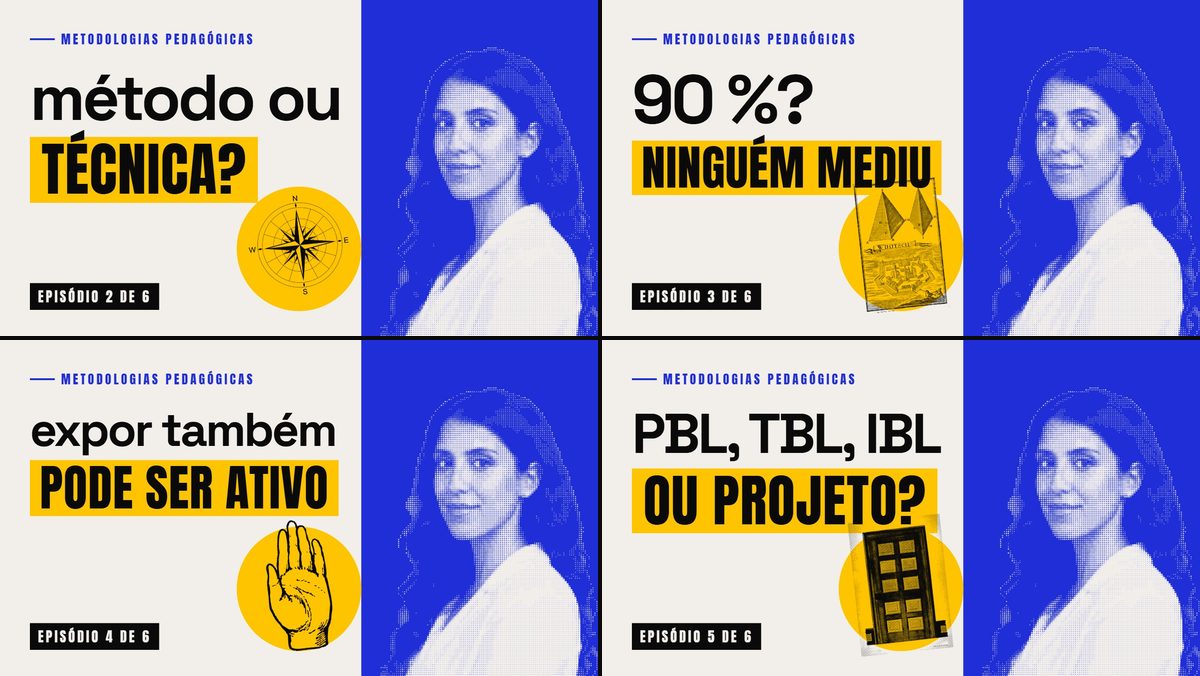 METODOLOGIAS PEDAGÓGICAS
método ou
TÉCNICA?
N
W
E
S
EPISÓDIO 2 DE 6
METODOLOGIAS PEDAGÓGICAS
90 %?
NINGUÉM MEDIU
EPISÓDIO 3 DE 6
METODOLOGIAS PEDAGÓGICAS
expor também
PODE SER ATIVO
EPISÓDIO 4 DE 6
METODOLOGIAS PEDAGÓGICAS
PBL, TBL, IBL
OU PROJETO?
EPISÓDIO 5 DE 6